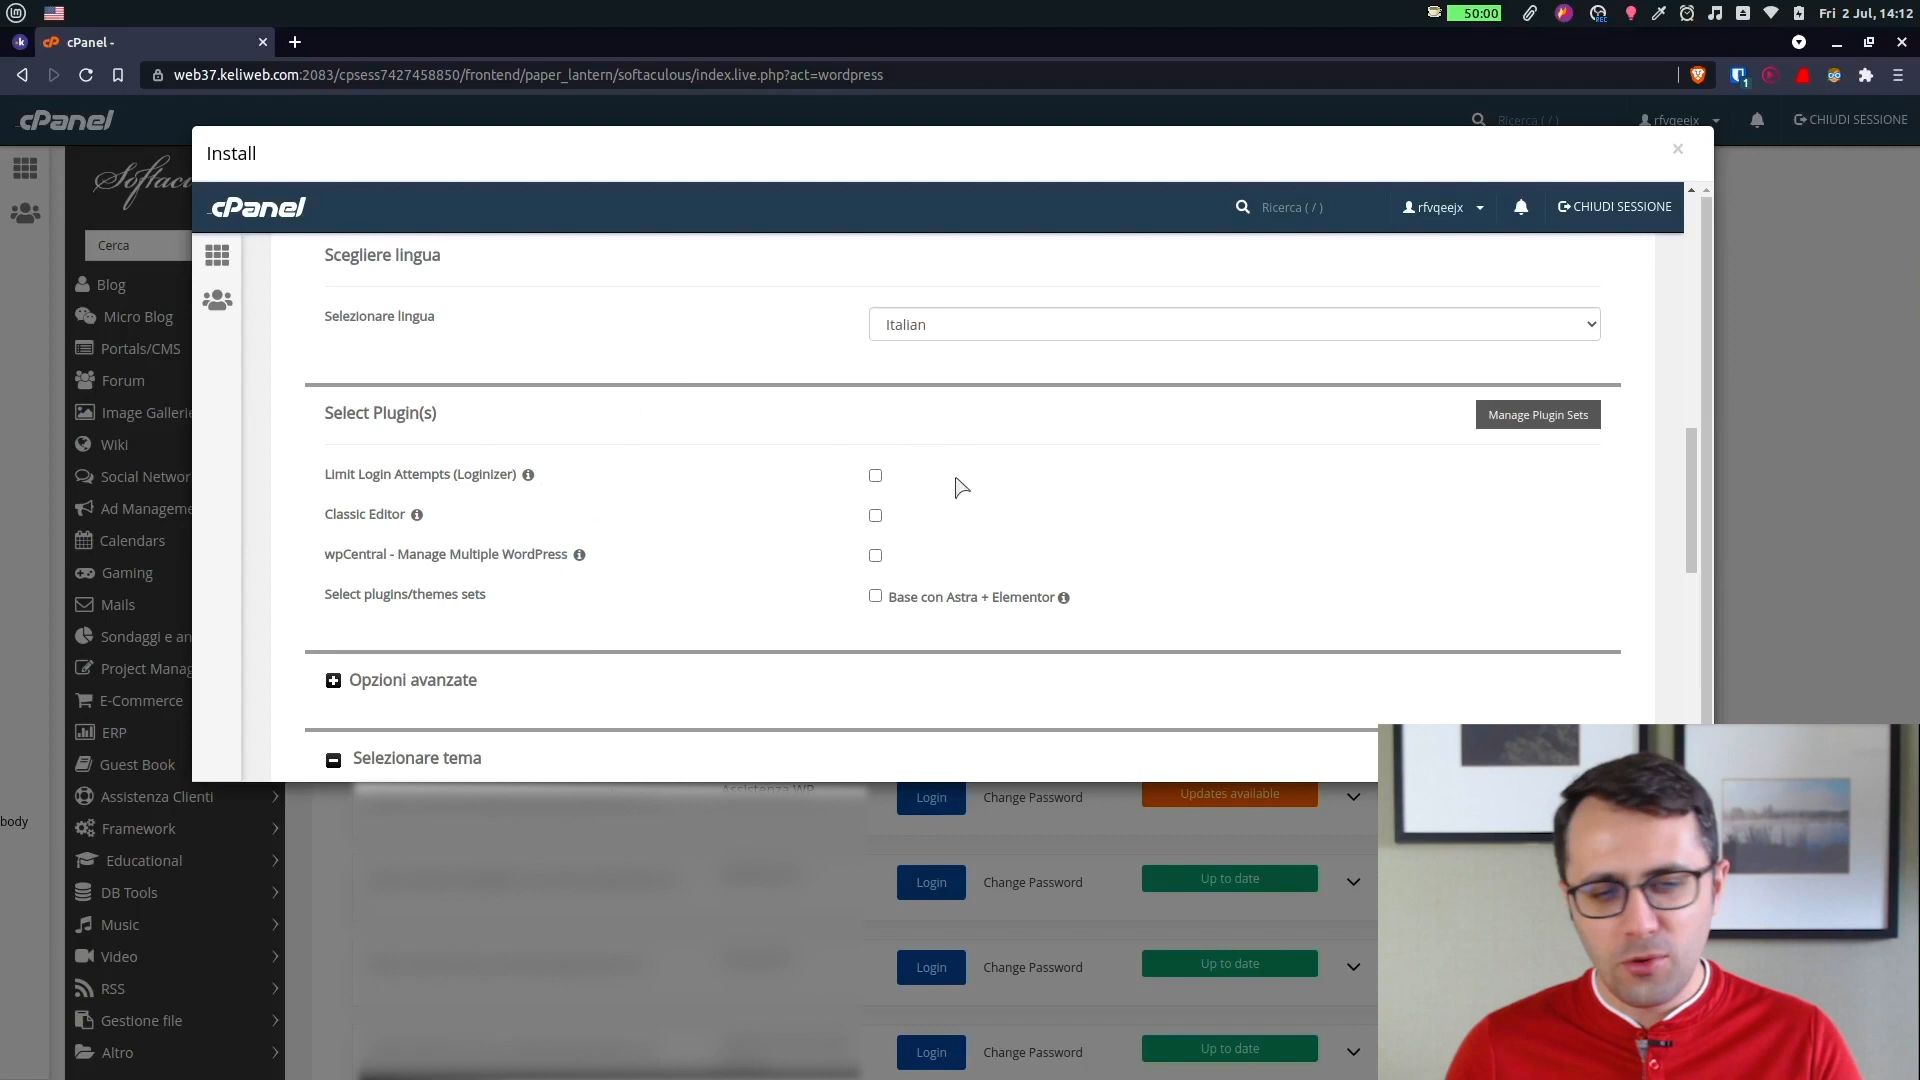 50:00
Fri 2 Jul, 14:12
cPanel -
web37.keliweb.com:2083/cpsess7427458850/frontend/paper_lantern/softaculous/index.live.php?act=wordpress
cPanel
Ricerca ( / )
rfvqeejx
CHIUDI SESSIONE
Install
cPanel
Ricerca ( / )
rfvqeejx
CHIUDI SESSIONE
Cerca
Blog
Micro Blog
Portals/CMS
Forum
Image Gallerie
Wiki
Social Networ
Ad Manageme
Calendars
Gaming
Mails
Sondaggi e an
Project Manag
E-Commerce
ERP
Guest Book
Assistenza Clienti
Framework
Educational
DB Tools
Music
Video
RSS
Gestione file
Altro
body
Scegliere lingua
Selezionare lingua
Italian
Select Plugin(s)
Manage Plugin Sets
Limit Login Attempts (Loginizer)
Classic Editor
wpCentral - Manage Multiple WordPress
Select plugins/themes sets
Base con Astra + Elementor
Opzioni avanzate
Selezionare tema
Assistenza WP
Login Change Password Updates available
Login Change Password Up to date
Login Change Password Up to date
Login Change Password Up to date